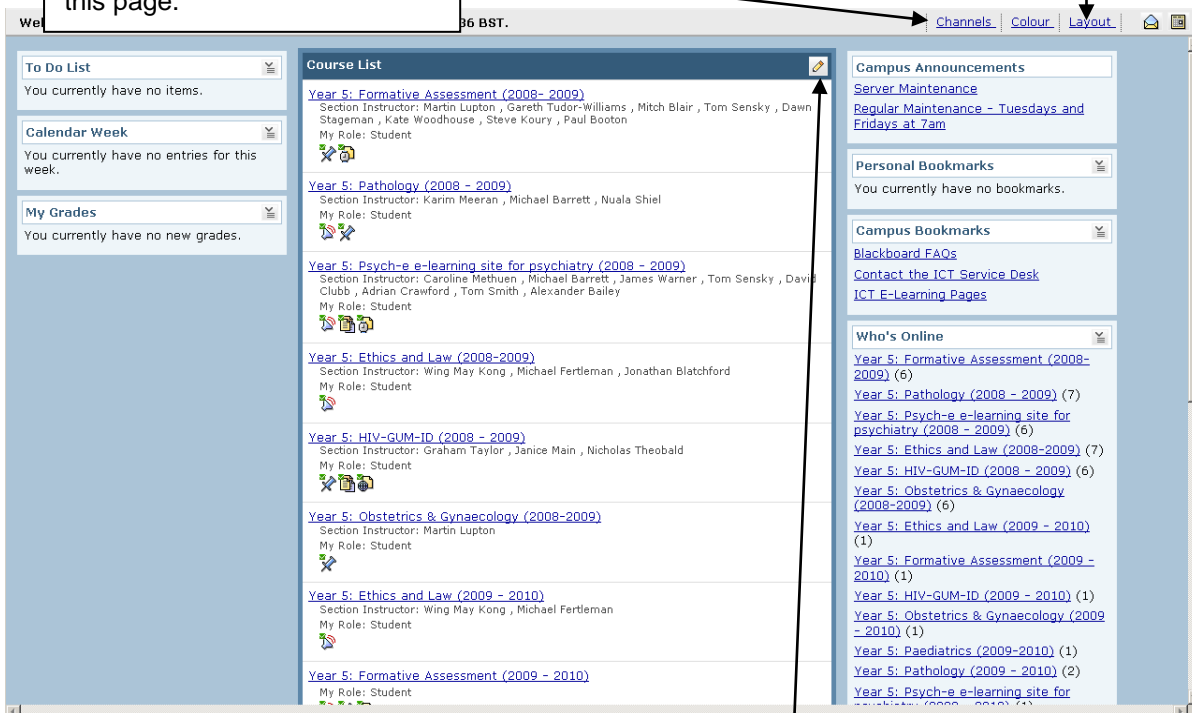 this page.
Wel
36 BST.
Channels
Colour
Layout
To Do List
You currently have no items.
Calendar Week
You currently have no entries for this
week.
My Grades
You currently have no new grades.
Course List
Year 5: Formative Assessment (2008- 2009)
Section Instructor: Martin Lupton , Gareth Tudor-Williams , Mitch Blair , Tom Sensky , Dawn
Stageman , Kate Woodhouse , Steve Koury , Paul Booton
My Role: Student
Year 5: Pathology (2008 - 2009)
Section Instructor: Karim Meeran , Michael Barrett , Nuala Shiel
My Role: Student
Year 5: Psych-e e-learning site for psychiatry (2008 - 2009)
Section Instructor: Caroline Methuen , Michael Barrett , James Warner , Tom Sensky , David
Clubb , Adrian Crawford , Tom Smith , Alexander Bailey
My Role: Student
Year 5: Ethics and Law (2008-2009)
Section Instructor: Wing May Kong , Michael Fertleman , Jonathan Blatchford
My Role: Student
Year 5: HIV-GUM-ID (2008 - 2009)
Section Instructor: Graham Taylor , Janice Main , Nicholas Theobald
My Role: Student
Year 5: Obstetrics & Gynaecology (2008-2009)
Section Instructor: Martin Lupton
My Role: Student
Year 5: Ethics and Law (2009 - 2010)
Section Instructor: Wing May Kong , Michael Fertleman
My Role: Student
Year 5: Formative Assessment (2009 - 2010)
My Role: Student
Campus Announcements
Server Maintenance
Regular Maintenance - Tuesdays and
Fridays at 7am
Personal Bookmarks
You currently have no bookmarks.
Campus Bookmarks
Blackboard FAQs
Contact the ICT Service Desk
ICT E-Learning Pages
Who's Online
Year 5: Formative Assessment (2008-
2009) (6)
Year 5: Pathology (2008 - 2009) (7)
Year 5: Psych-e e-learning site for
psychiatry (2008 - 2009) (6)
Year 5: Ethics and Law (2008-2009) (7)
Year 5: HIV-GUM-ID (2008 - 2009) (6)
Year 5: Obstetrics & Gynaecology
(2008-2009) (6)
Year 5: Ethics and Law (2009 - 2010)
(1)
Year 5: Formative Assessment (2009 -
2010) (1)
Year 5: HIV-GUM-ID (2009 - 2010) (1)
Year 5: Obstetrics & Gynaecology (2009
- 2010) (1)
Year 5: Paediatrics (2009-2010) (1)
Year 5: Pathology (2009 - 2010) (2)
Year 5: Psych-e e-learning site for